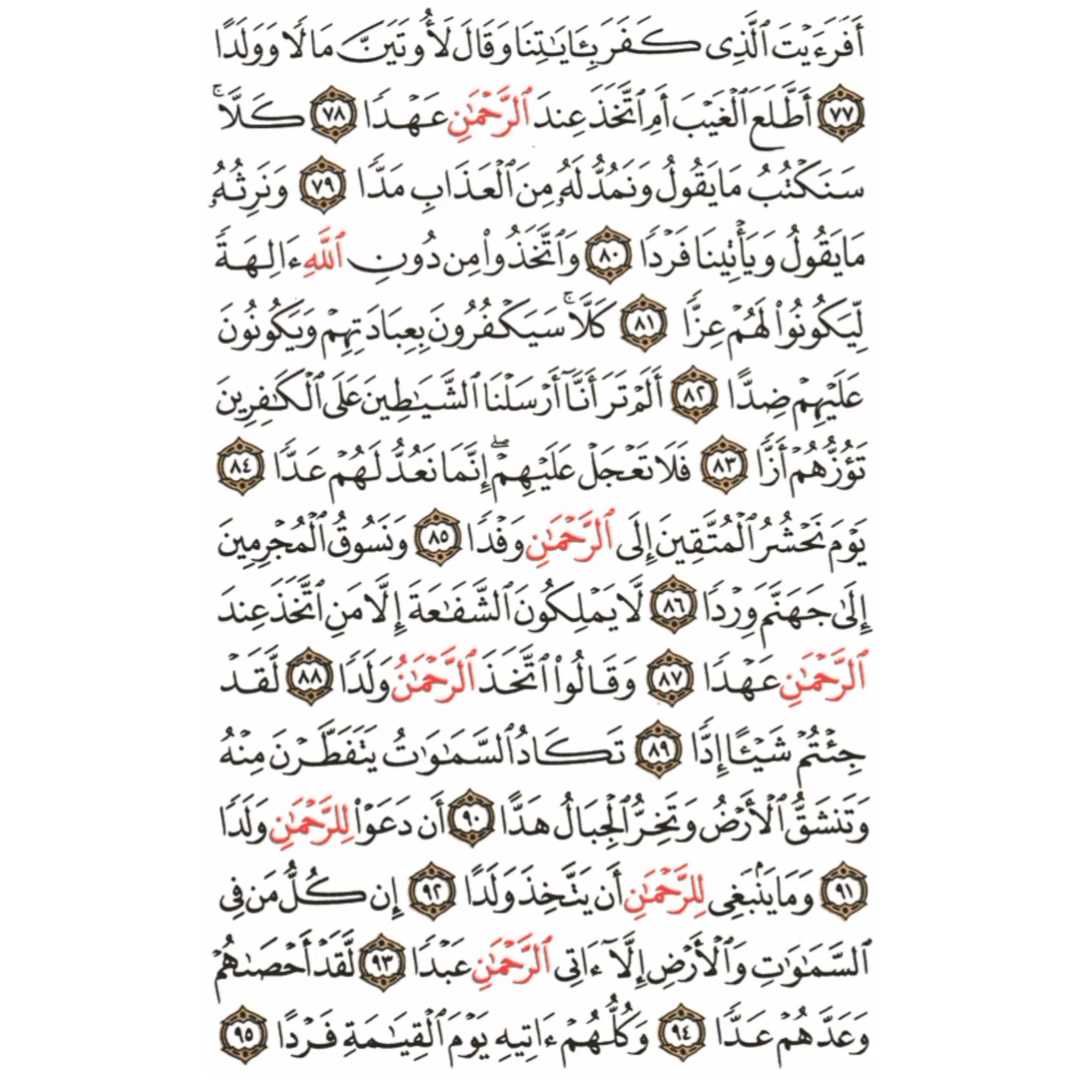 أَفَرَءَيۡتَ ٱلَّذِى كَفَرَ بِـَٔايَٰتِنَا وَقَالَ لَأُوتَيَنَّ مَالًا وَوَلَدًا
٧٧ أَطَّلَعَ ٱلۡغَيۡبَ أَمِ ٱتَّخَذَ عِندَ ٱلرَّحۡمَٰنِ عَهۡدًا ٧٨ كَلَّاۚ
سَنَكۡتُبُ مَا يَقُولُ وَنَمُدُّ لَهُۥ مِنَ ٱلۡعَذَابِ مَدًّا ٧٩ وَنَرِثُهُۥ
مَا يَقُولُ وَيَأۡتِينَا فَرۡدًا ٨٠ وَٱتَّخَذُواْ مِن دُونِ ٱللَّهِ ءَالِهَةً
لِّيَكُونُواْ لَهُمۡ عِزًّا ٨١ كَلَّاۚ سَيَكۡفُرُونَ بِعِبَادَتِهِمۡ وَيَكُونُونَ
عَلَيۡهِمۡ ضِدًّا ٨٢ أَلَمۡ تَرَ أَنَّآ أَرۡسَلۡنَا ٱلشَّيَٰطِينَ عَلَى ٱلۡكَٰفِرِينَ
تَؤُزُّهُمۡ أَزًّا ٨٣ فَلَا تَعۡجَلۡ عَلَيۡهِمۡۖ إِنَّمَا نَعُدُّ لَهُمۡ عَدًّا ٨٤
يَوۡمَ نَحۡشُرُ ٱلۡمُتَّقِينَ إِلَى ٱلرَّحۡمَٰنِ وَفۡدًا ٨٥ وَنَسُوقُ ٱلۡمُجۡرِمِينَ
إِلَىٰ جَهَنَّمَ وِرۡدًا ٨٦ لَّا يَمۡلِكُونَ ٱلشَّفَٰعَةَ إِلَّا مَنِ ٱتَّخَذَ عِندَ
ٱلرَّحۡمَٰنِ عَهۡدًا ٨٧ وَقَالُواْ ٱتَّخَذَ ٱلرَّحۡمَٰنُ وَلَدًا ٨٨ لَّقَدۡ
جِئۡتُمۡ شَيۡـًٔا إِدًّا ٨٩ تَكَادُ ٱلسَّمَٰوَٰتُ يَتَفَطَّرۡنَ مِنۡهُ
وَتَنشَقُّ ٱلۡأَرۡضُ وَتَخِرُّ ٱلۡجِبَالُ هَدًّا ٩٠ أَن دَعَوۡاْ لِلرَّحۡمَٰنِ وَلَدًا
٩١ وَمَا يَنۢبَغِى لِلرَّحۡمَٰنِ أَن يَتَّخِذَ وَلَدًا ٩٢ إِن كُلُّ مَن فِى
ٱلسَّمَٰوَٰتِ وَٱلۡأَرۡضِ إِلَّآ ءَاتِى ٱلرَّحۡمَٰنِ عَبۡدًا ٩٣ لَّقَدۡ أَحۡصَىٰهُمۡ
وَعَدَّهُمۡ عَدًّا ٩٤ وَكُلُّهُمۡ ءَاتِيهِ يَوۡمَ ٱلۡقِيَٰمَةِ فَرۡدًا ٩٥